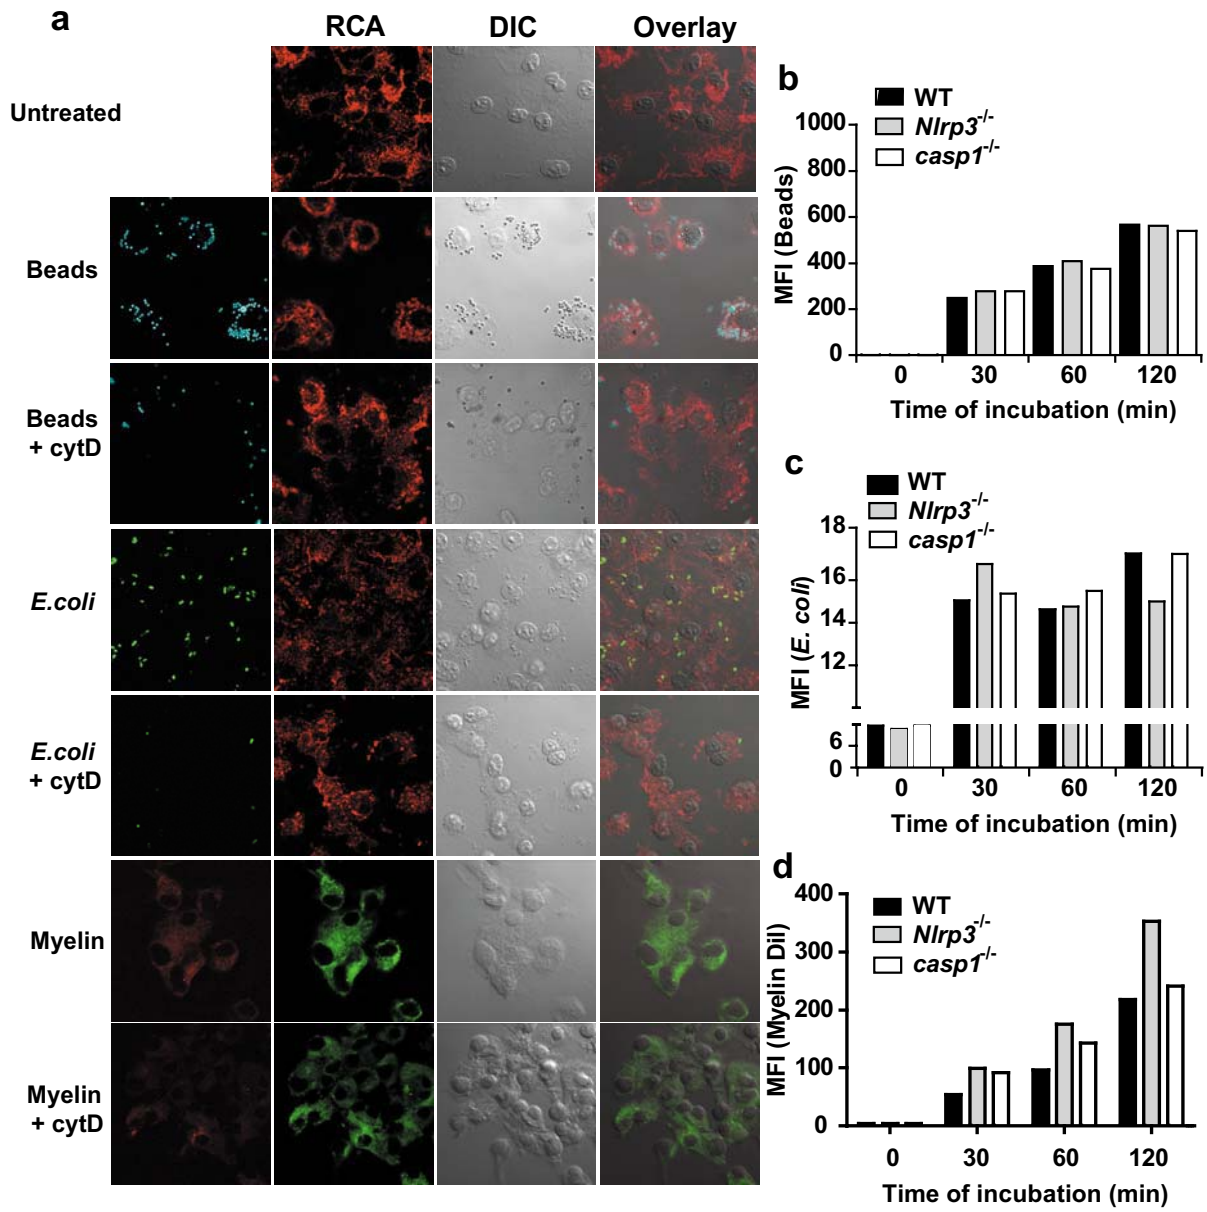 a
RCA DIC Overlay
Untreated
Beads
Beads
+ cytD
E.coli
E.coli
+ cytD
Myelin
Myelin
+ cytD
b
WT
Nlrp3-/-
casp1-/-
MFI (Beads)
1000
800
600
400
200
0
0 30 60 120
Time of incubation (min)
c
WT
Nlrp3-/-
casp1-/-
MFI (E. coli)
18
16
14
12
6
0
0 30 60 120
Time of incubation (min)
d
WT
Nlrp3-/-
casp1-/-
MFI (Myelin DiI)
400
300
200
100
0
0 30 60 120
Time of incubation (min)